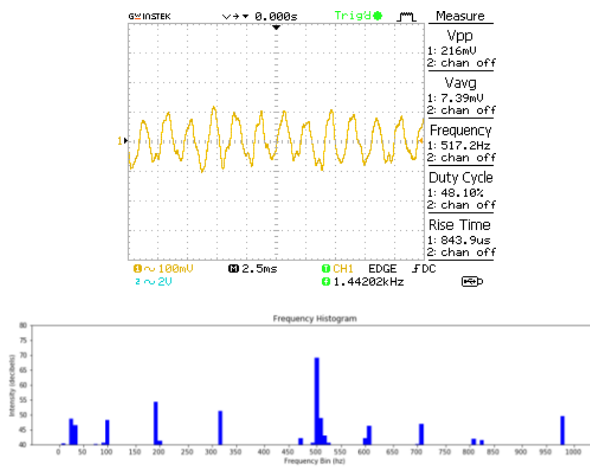 GWINSTEK 0.000s Trig'd Measure
Vpp
1: 216mV
2: chan off
Vavg
1: 7.39mV
2: chan off
Frequency
1: 517.2Hz
2: chan off
Duty Cycle
1: 48.10%
2: chan off
Rise Time
1: 843.9us
2: chan off
1
1 ~ 100mV M 2.5ms CH1 EDGE ƒDC
2 ~ 2V 1.44202kHz
Frequency Histogram
80
75
70
65
60
55
50
45
40
Intensity (decibels)
0 50 100 150 200 250 300 350 400 450 500 550 600 650 700 750 800 850 900 950 1000
Frequency Bin (hz)